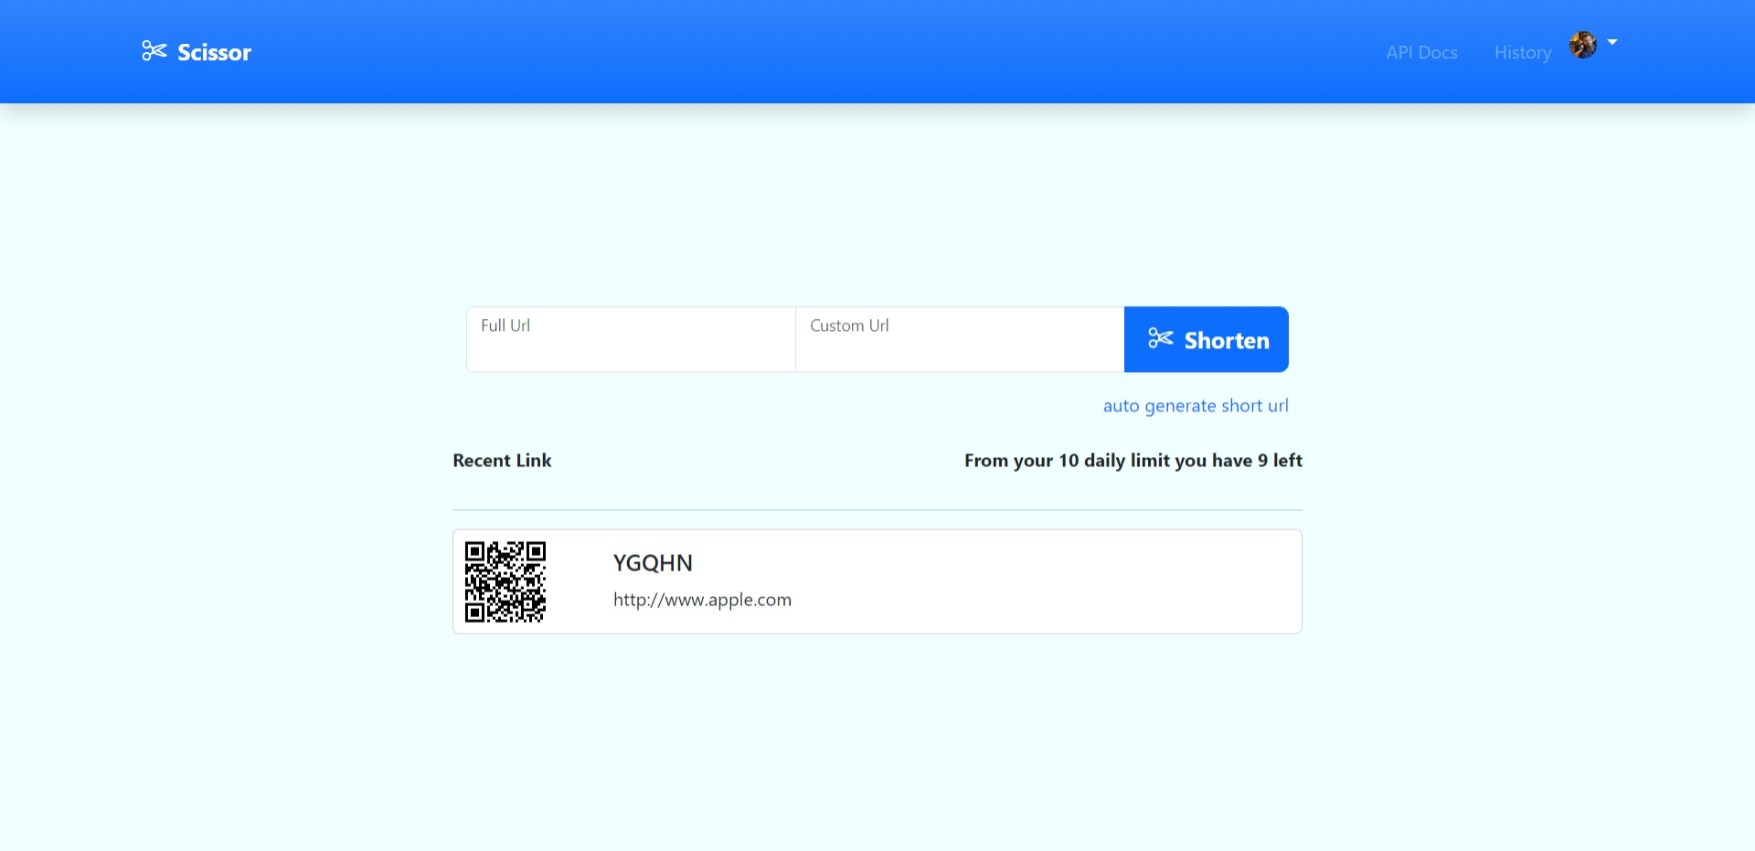 Scissor
API Docs
History
Full Url
Custom Url
Shorten
auto generate short url
Recent Link
From your 10 daily limit you have 9 left
YGQHN
http://www.apple.com